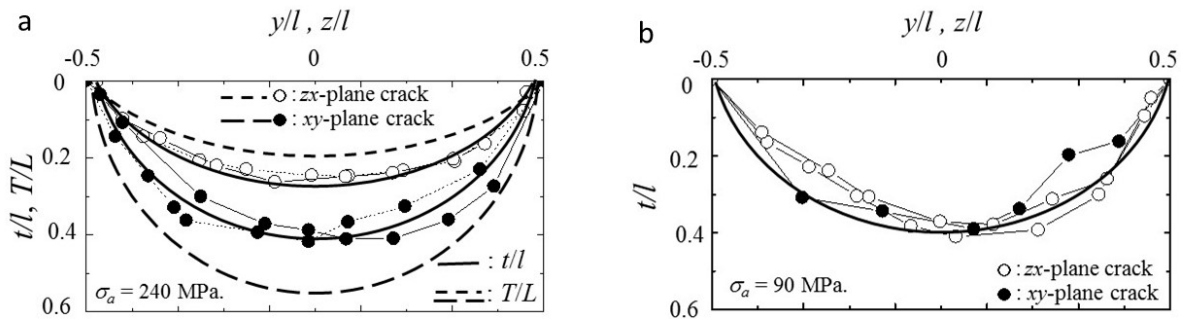 a
y/l , z/l
-0.5 0 0.5
0
0.2
0.4
0.6
t/l, T/L
: zx-plane crack
: xy-plane crack
: t/l
: T/L
σa = 240 MPa.
b
y/l , z/l
-0.5 0 0.5
0
0.2
0.4
0.6
t/l
: zx-plane crack
: xy-plane crack
σa = 90 MPa.